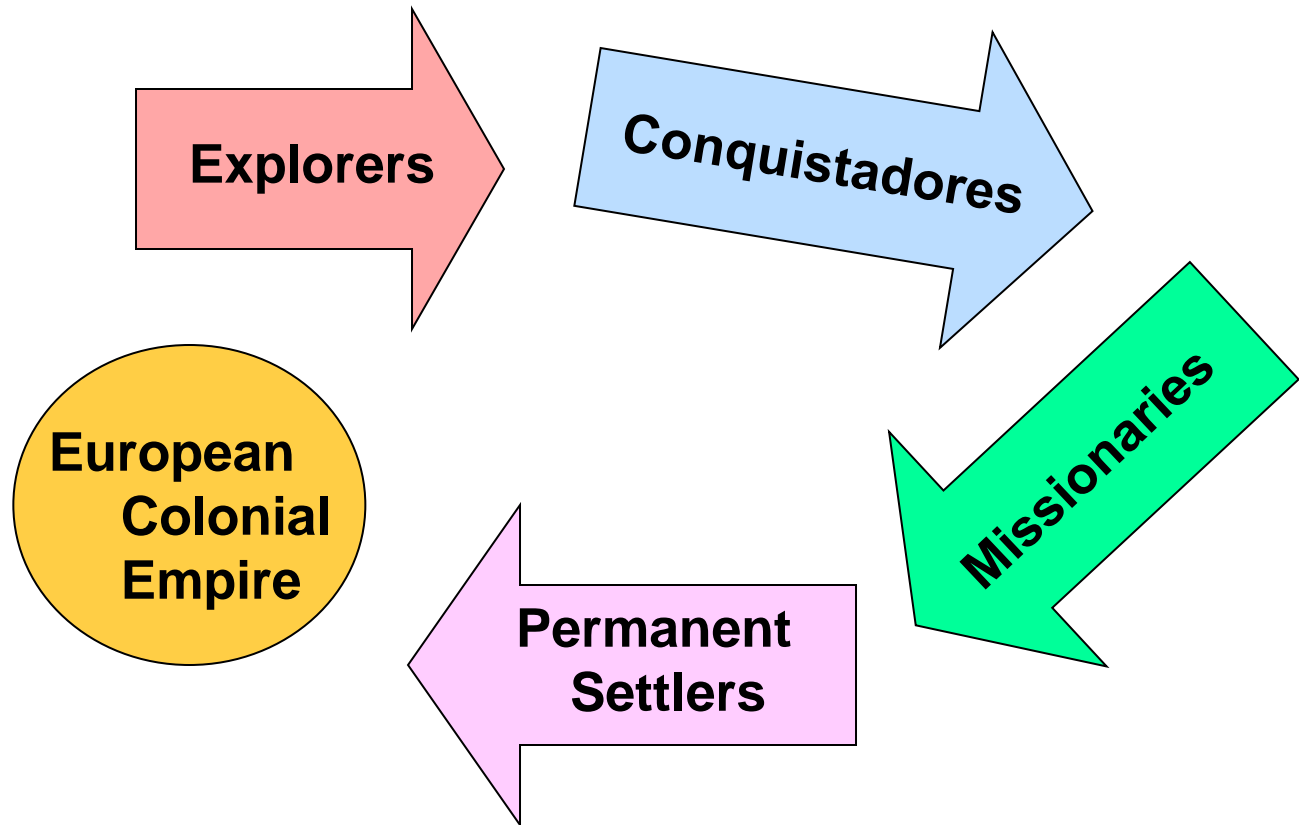 Explorers
Conquistadores
Missionaries
Permanent
Settlers
European
Colonial
Empire